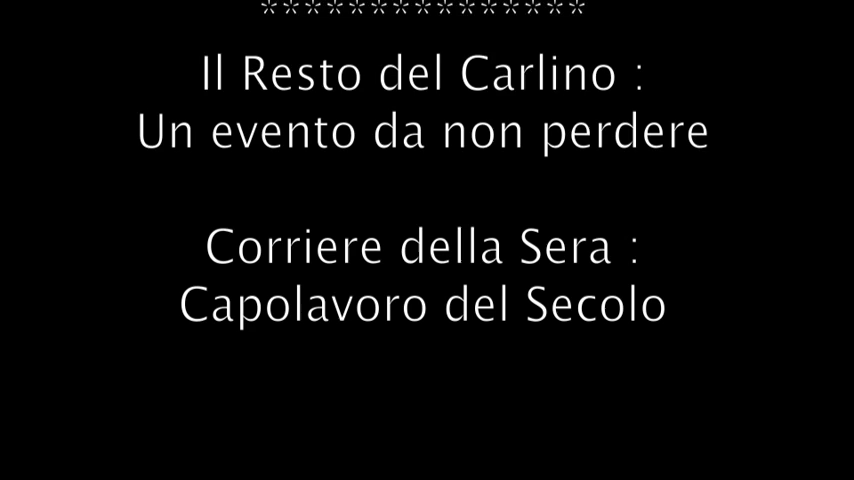 ***************
Il Resto del Carlino :
Un evento da non perdere
Corriere della Sera :
Capolavoro del Secolo